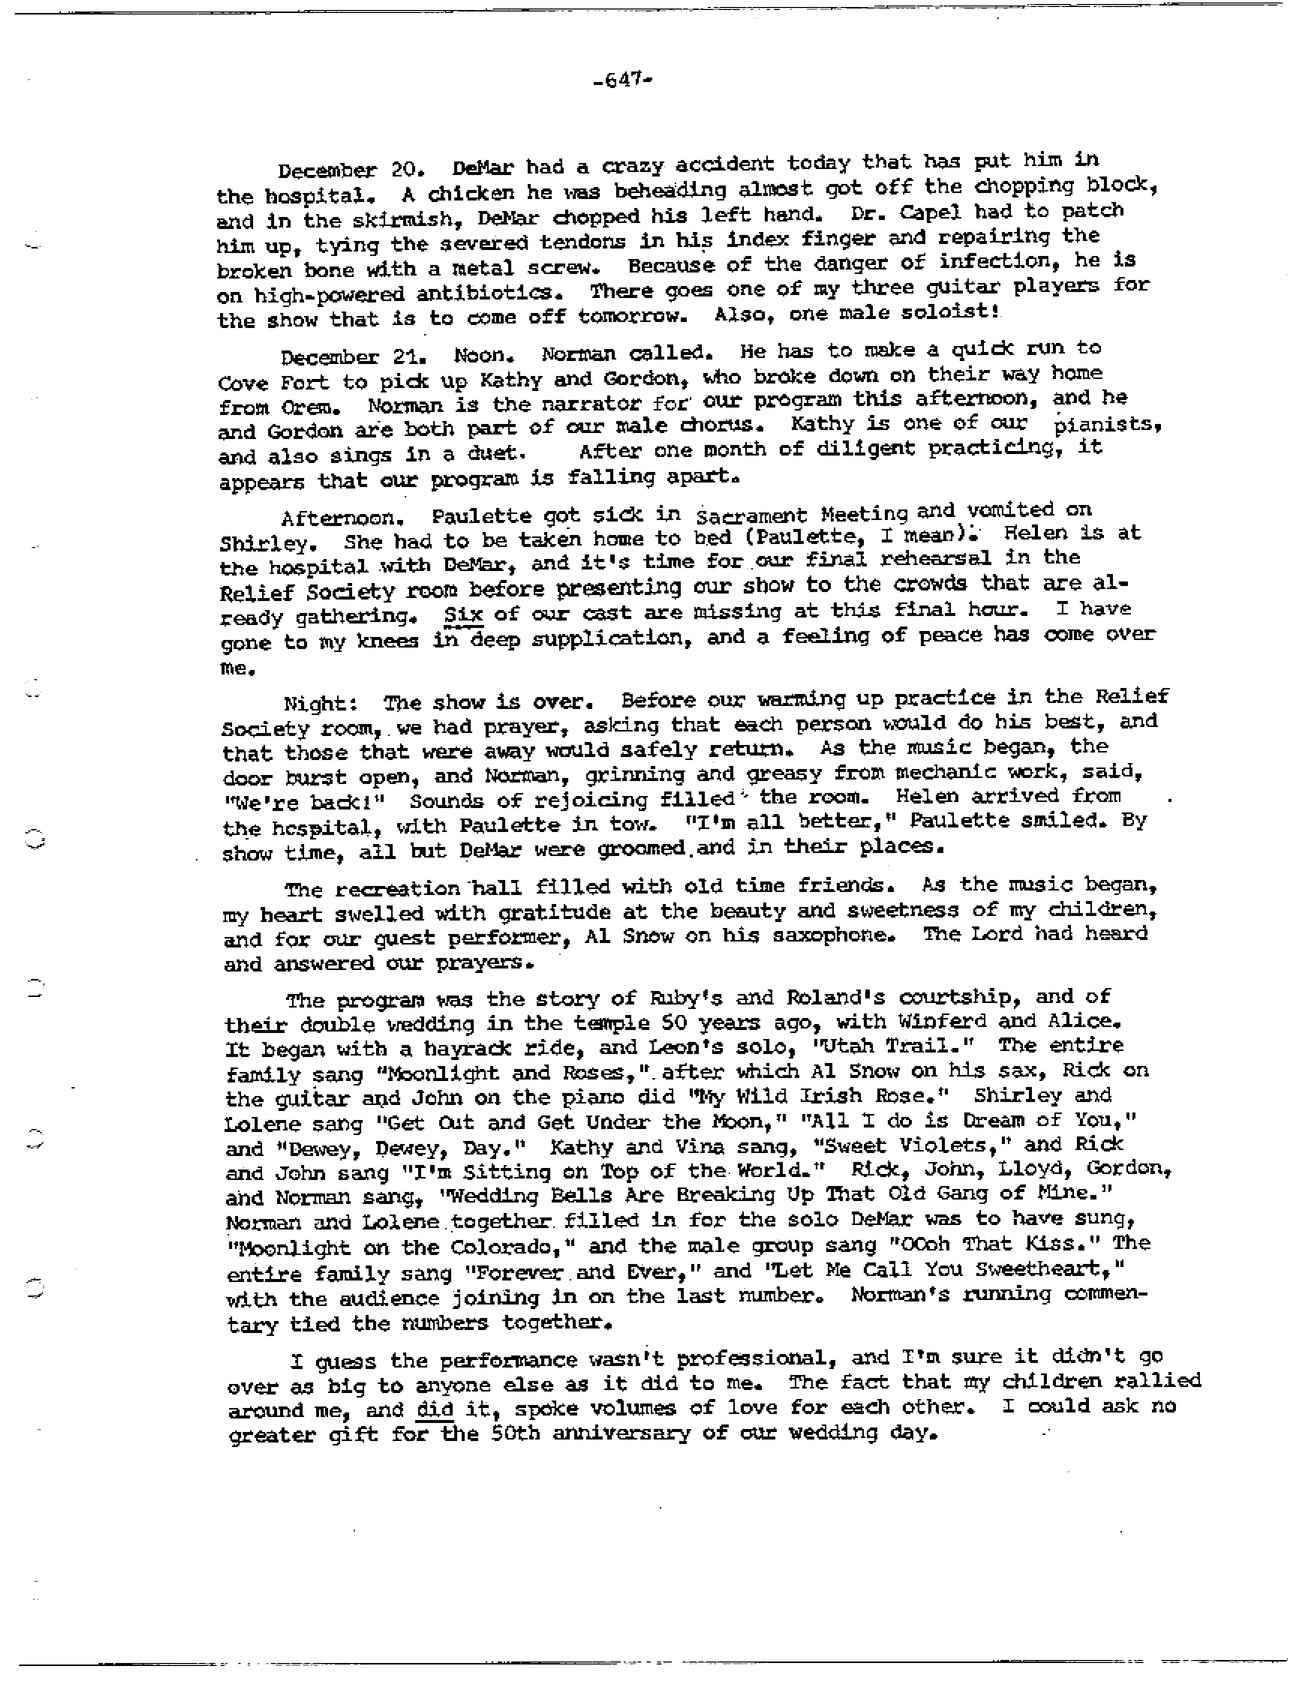 -647-
December 20. DeMar had a crazy accident today that has put him in
the hospital. A chicken he was beheading almost got off the chopping block,
and in the skirmish, DeMar chopped his left hand. Dr. Capel had to patch
him up, tying the severed tendons in his index finger and repairing the
broken bone with a metal screw. Because of the danger of infection, he is
on high-powered antibiotics. There goes one of my three guitar players for
the show that is to come off tomorrow. Also, one male soloist!
December 21. Noon. Norman called. He has to make a quick run to
Cove Fort to pick up Kathy and Gordon, who broke down on their way home
from Orem. Norman is the narrator for our program this afternoon, and he
and Gordon are both part of our male chorus. Kathy is one of our pianists,
and also sings in a duet. After one month of diligent practicing, it
appears that our program is falling apart.
Afternoon. Paulette got sick in Sacrament Meeting and vomited on
Shirley. She had to be taken home to bed (Paulette, I mean). Helen is at
the hospital with DeMar, and it's time for our final rehearsal in the
Relief Society room before presenting our show to the crowds that are al-
ready gathering. Six of our cast are missing at this final hour. I have
gone to my knees in deep supplication, and a feeling of peace has come over
me.
Night: The show is over. Before our warming up practice in the Relief
Society room, we had prayer, asking that each person would do his best, and
that those that were away would safely return. As the music began, the
door burst open, and Norman, grinning and greasy from mechanic work, said,
"We're back!" Sounds of rejoicing filled the room. Helen arrived from
the hospital, with Paulette in tow. "I'm all better," Paulette smiled. By
show time, all but DeMar were groomed and in their places.
The recreation hall filled with old time friends. As the music began,
my heart swelled with gratitude at the beauty and sweetness of my children,
and for our guest performer, Al Snow on his saxophone. The Lord had heard
and answered our prayers.
The program was the story of Ruby's and Roland's courtship, and of
their double wedding in the temple 50 years ago, with Winferd and Alice.
It began with a hayrack ride, and Leon's solo, "Utah Trail." The entire
family sang "Moonlight and Roses," after which Al Snow on his sax, Rick on
the guitar and John on the piano did "My Wild Irish Rose." Shirley and
Lolene sang "Get Out and Get Under the Moon," "All I do is Dream of You,"
and "Dewey, Dewey, Day." Kathy and Vina sang, "Sweet Violets," and Rick
and John sang "I'm Sitting on Top of the World." Rick, John, Lloyd, Gordon,
and Norman sang, "Wedding Bells Are Breaking Up That Old Gang of Mine."
Norman and Lolene together filled in for the solo DeMar was to have sung,
"Moonlight on the Colorado," and the male group sang "OOoh That Kiss." The
entire family sang "Forever and Ever," and "Let Me Call You Sweetheart,"
with the audience joining in on the last number. Norman's running commen-
tary tied the numbers together.
I guess the performance wasn't professional, and I'm sure it didn't go
over as big to anyone else as it did to me. The fact that my children rallied
around me, and did it, spoke volumes of love for each other. I could ask no
greater gift for the 50th anniversary of our wedding day.